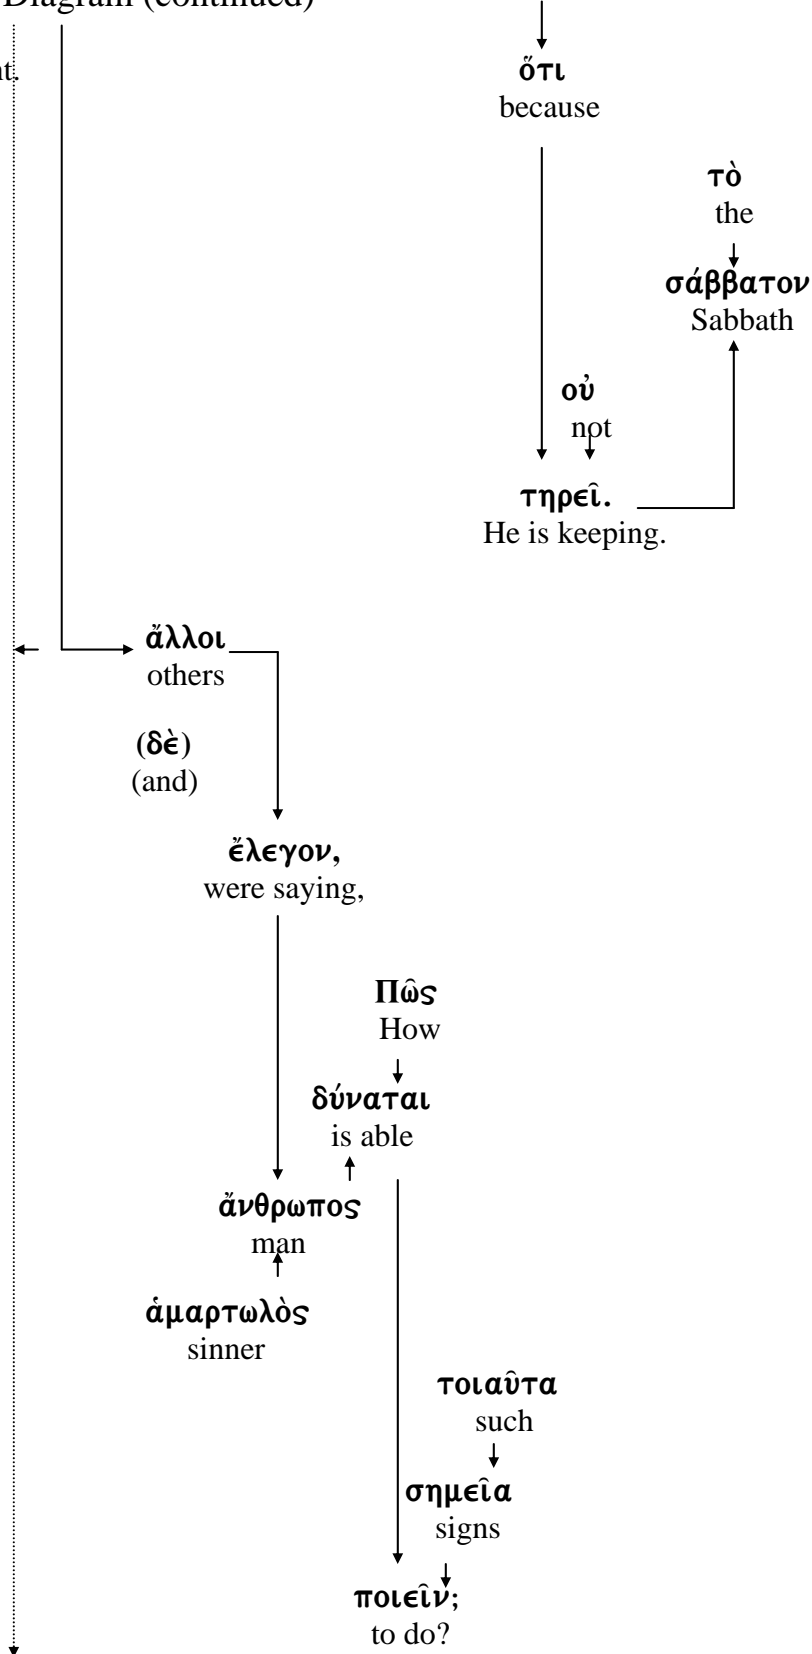 Diagram (continued)
nt.
ὅτι
because
τὸ
the
σάββατον
Sabbath
οὐ
not
τηρεῖ.
He is keeping.
ἄλλοι
others
(δὲ)
(and)
ἔλεγον,
were saying,
Πῶς
How
δύναται
is able
ἄνθρωπος
man
ἁμαρτωλὸς
sinner
τοιαῦτα
such
σημεῖα
signs
ποιεῖν;
to do?